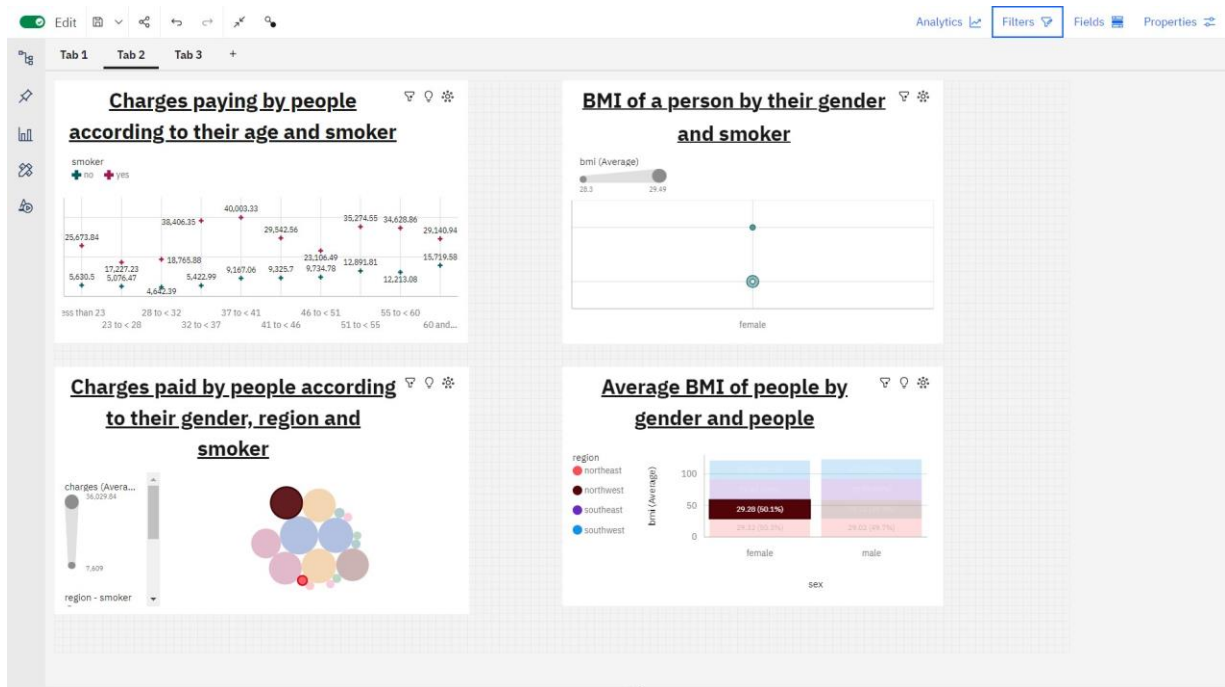 Edit
Analytics
Filters
Fields
Properties
Tab 1
Tab 2
Tab 3
+
Charges paying by people
according to their age and smoker
smoker
no
yes
40,003.33
38,406.35
35,274.55
34,628.86
29,542.56
29,140.94
25,673.84
23,106.49
18,765.88
17,227.23
15,719.58
5,630.5
5,076.47
4,642.39
5,422.99
9,167.06
9,325.7
9,734.78
12,891.81
12,213.08
ess than 23
28 to < 32
37 to < 41
46 to < 51
55 to < 60
23 to < 28
32 to < 37
41 to < 46
51 to < 55
60 and...
BMI of a person by their gender
and smoker
bmi (Average)
28.3
29.49
female
Charges paid by people according
to their gender, region and
smoker
charges (Avera...
36,029.84
7,609
region - smoker
Average BMI of people by
gender and people
region
northeast
northwest
southeast
southwest
bmi (Average)
100
50
0
29.28 (50.1%)
29.02 (49.7%)
female
male
sex